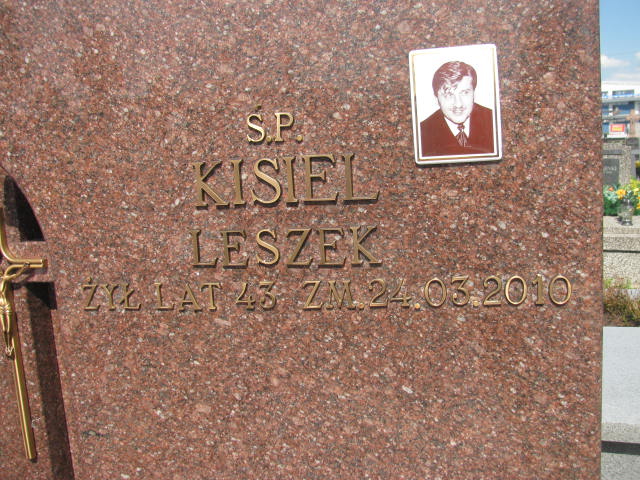 Ś.P.
KISIEL
LESZEK
ŻYŁ LAT 43 ZM.24.03.2010